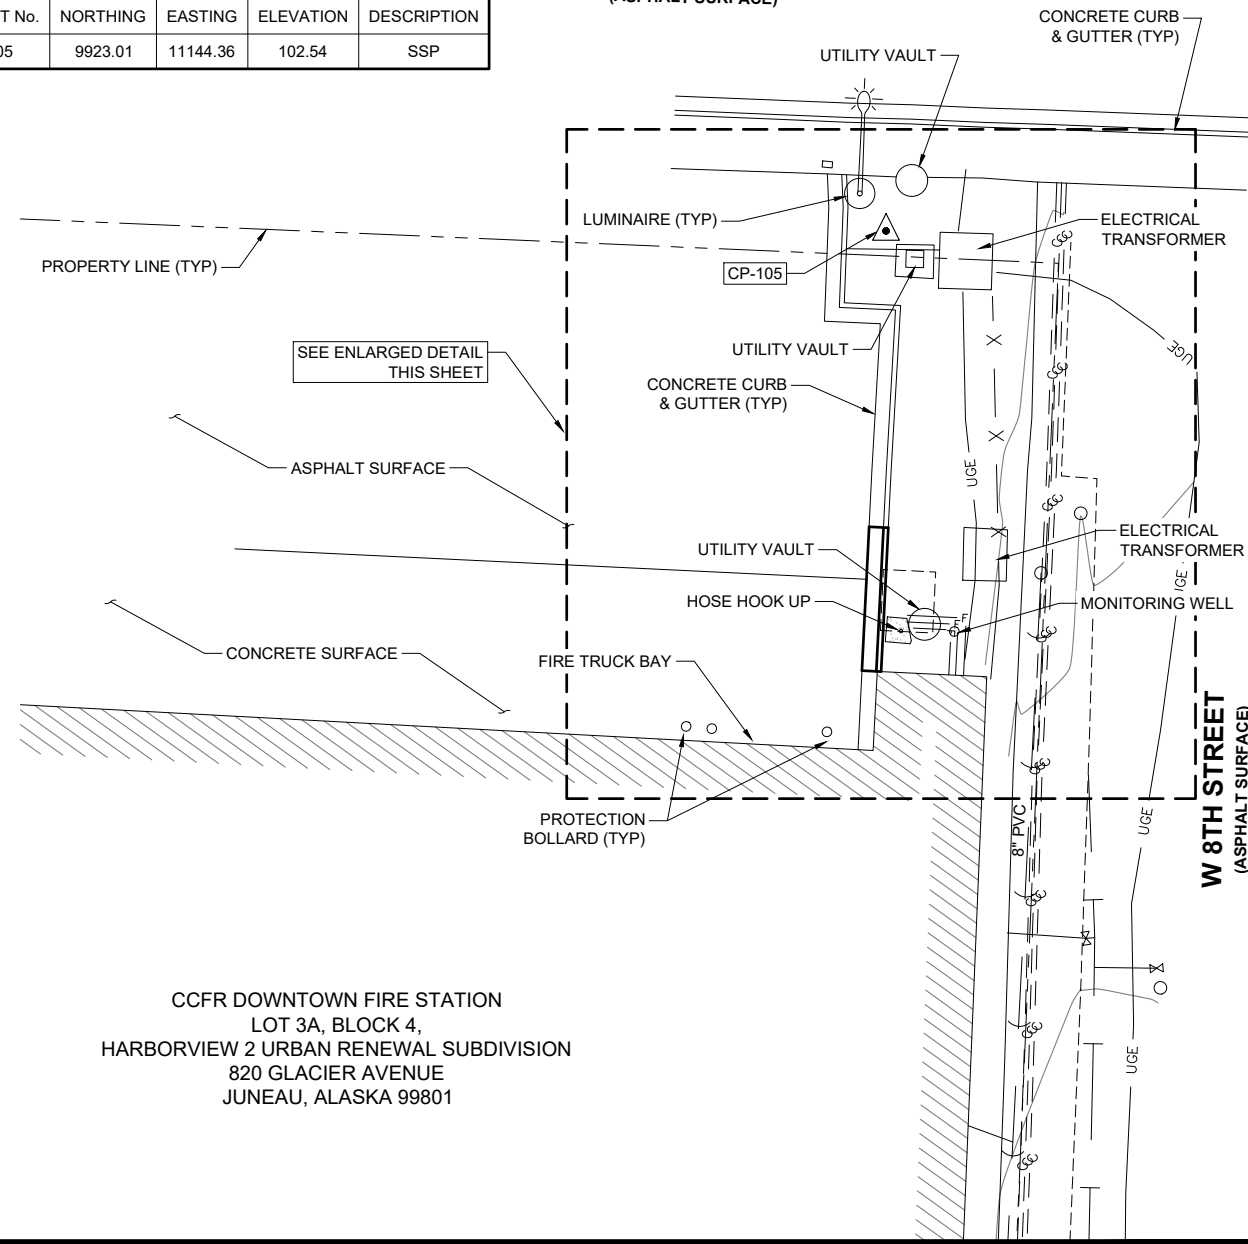 T No. NORTHING EASTING ELEVATION DESCRIPTION
05 9923.01 11144.36 102.54 SSP
(ASPHALT SURFACE)
CONCRETE CURB
& GUTTER (TYP)
UTILITY VAULT
LUMINAIRE (TYP)
ELECTRICAL
TRANSFORMER
PROPERTY LINE (TYP)
CP-105
UTILITY VAULT
SEE ENLARGED DETAIL
THIS SHEET
UGE
CONCRETE CURB
& GUTTER (TYP)
ASPHALT SURFACE
UGE
UTILITY VAULT
ELECTRICAL
TRANSFORMER
UGE
HOSE HOOK UP
MONITORING WELL
F
F
CONCRETE SURFACE
FIRE TRUCK BAY
W 8TH STREET
(ASPHALT SURFACE)
PROTECTION
BOLLARD (TYP)
8" PVC
UGE
CCFR DOWNTOWN FIRE STATION
LOT 3A, BLOCK 4,
HARBORVIEW 2 URBAN RENEWAL SUBDIVISION
820 GLACIER AVENUE
JUNEAU, ALASKA 99801
UGE